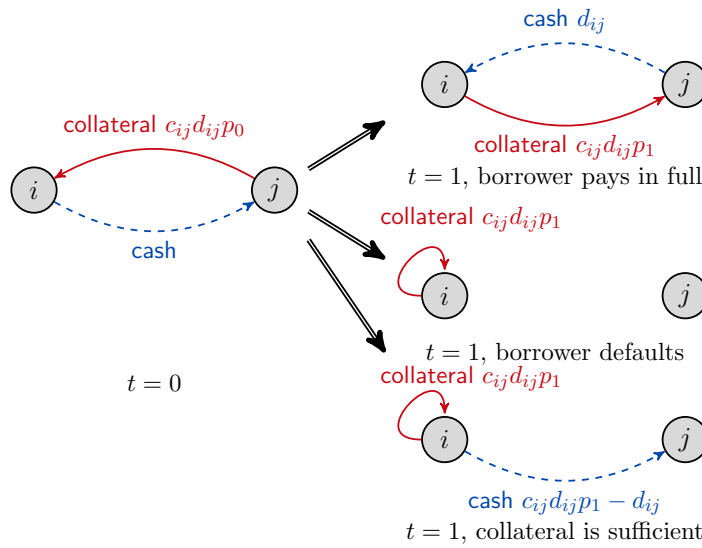 cash $d_{ij}$
i
j
collateral $c_{ij}d_{ij}p_0$
collateral $c_{ij}d_{ij}p_1$
t = 1, borrower pays in full
i
j
cash
collateral $c_{ij}d_{ij}p_1$
i
j
t = 1, borrower defaults
t = 0
collateral $c_{ij}d_{ij}p_1$
i
j
cash $c_{ij}d_{ij}p_1 - d_{ij}$
t = 1, collateral is sufficient